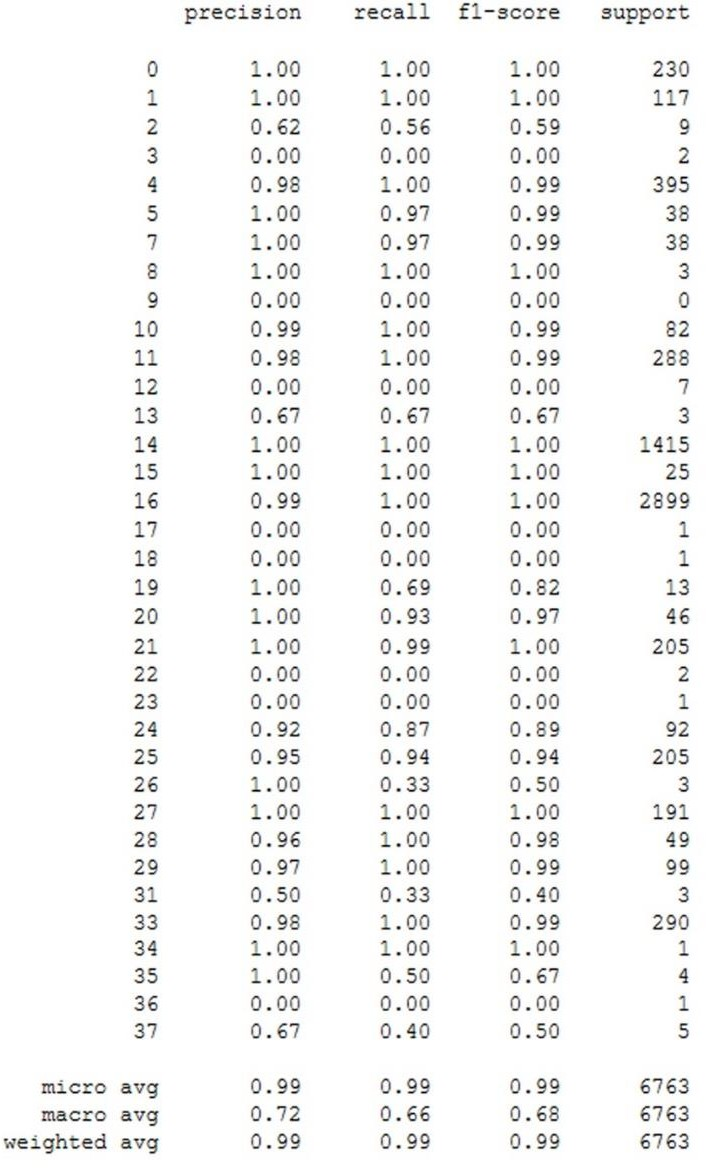 precision recall f1-score support
0 1.00 1.00 1.00 230
1 1.00 1.00 1.00 117
2 0.62 0.56 0.59 9
3 0.00 0.00 0.00 2
4 0.98 1.00 0.99 395
5 1.00 0.97 0.99 38
7 1.00 0.97 0.99 38
8 1.00 1.00 1.00 3
9 0.00 0.00 0.00 0
10 0.99 1.00 0.99 82
11 0.98 1.00 0.99 288
12 0.00 0.00 0.00 7
13 0.67 0.67 0.67 3
14 1.00 1.00 1.00 1415
15 1.00 1.00 1.00 25
16 0.99 1.00 1.00 2899
17 0.00 0.00 0.00 1
18 0.00 0.00 0.00 1
19 1.00 0.69 0.82 13
20 1.00 0.93 0.97 46
21 1.00 0.99 1.00 205
22 0.00 0.00 0.00 2
23 0.00 0.00 0.00 1
24 0.92 0.87 0.89 92
25 0.95 0.94 0.94 205
26 1.00 0.33 0.50 3
27 1.00 1.00 1.00 191
28 0.96 1.00 0.98 49
29 0.97 1.00 0.99 99
31 0.50 0.33 0.40 3
33 0.98 1.00 0.99 290
34 1.00 1.00 1.00 1
35 1.00 0.50 0.67 4
36 0.00 0.00 0.00 1
37 0.67 0.40 0.50 5
micro avg 0.99 0.99 0.99 6763
macro avg 0.72 0.66 0.68 6763
weighted avg 0.99 0.99 0.99 6763